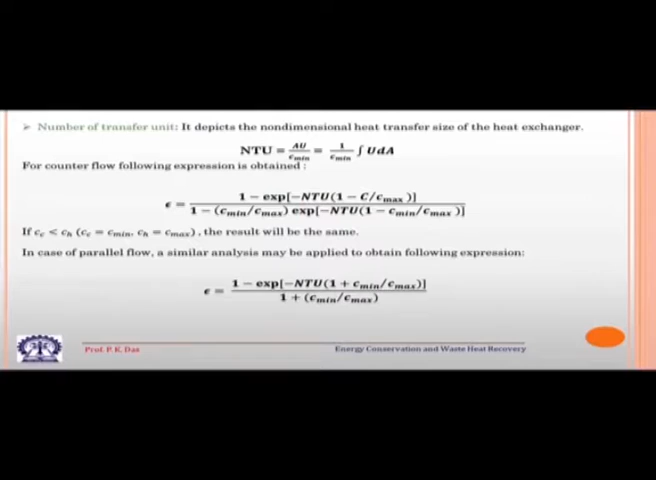 ➢ Number of transfer unit: It depicts the nondimensional heat transfer size of the heat exchanger.
NTU = AU/c_min = 1/c_min ∫ U dA
For counter flow following expression is obtained :
ϵ = 1 − exp[−NTU(1 − C/c_max )] / 1 − (c_min/c_max) exp[−NTU(1 − c_min/c_max )]
If c_c < c_h (c_c = c_min, c_h = c_max), the result will be the same.
In case of parallel flow, a similar analysis may be applied to obtain following expression:
ϵ = 1 − exp[−NTU(1 + c_min/c_max)] / 1 + (c_min/c_max)
Prof. P. K. Das
Energy Conservation and Waste Heat Recovery